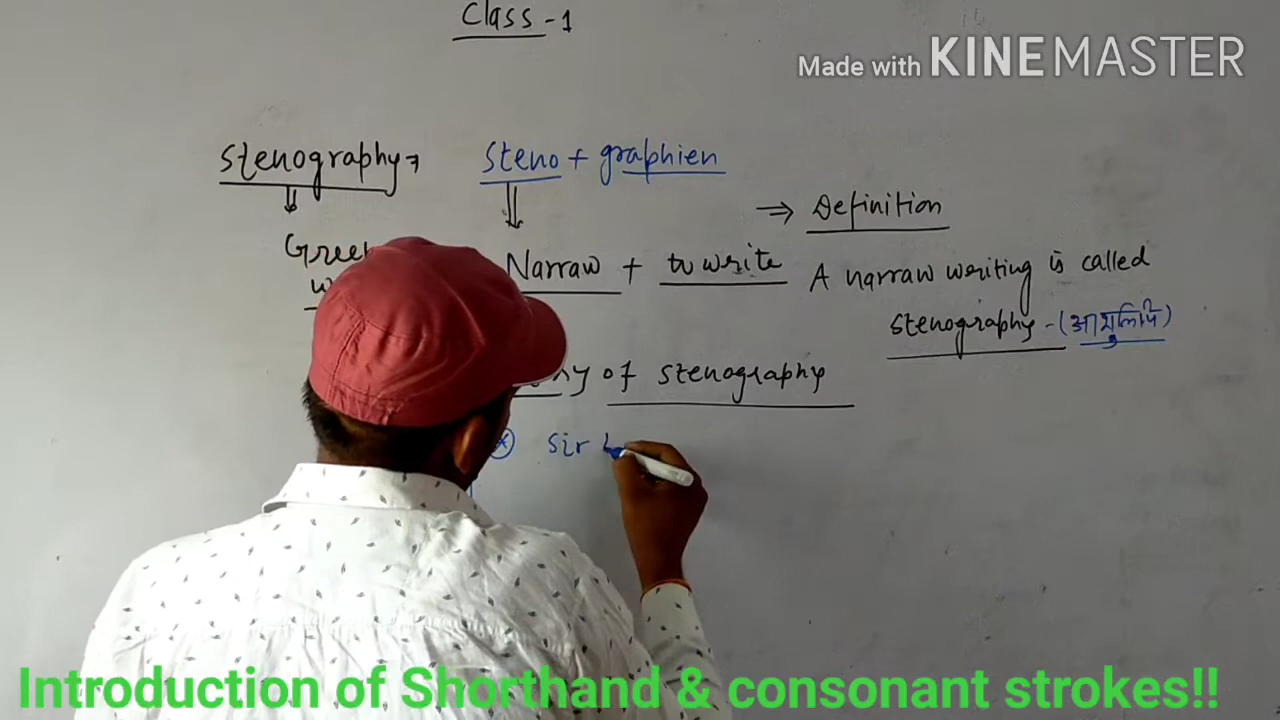 Class - 1
Made with KINEMASTER
Stenography → steno + graphien
⇒ Definition
Narraw + to write
A narraw writing is called
stenography - (आशुलिपि)
of stenography
Sir
Introduction of Shorthand & consonant strokes!!